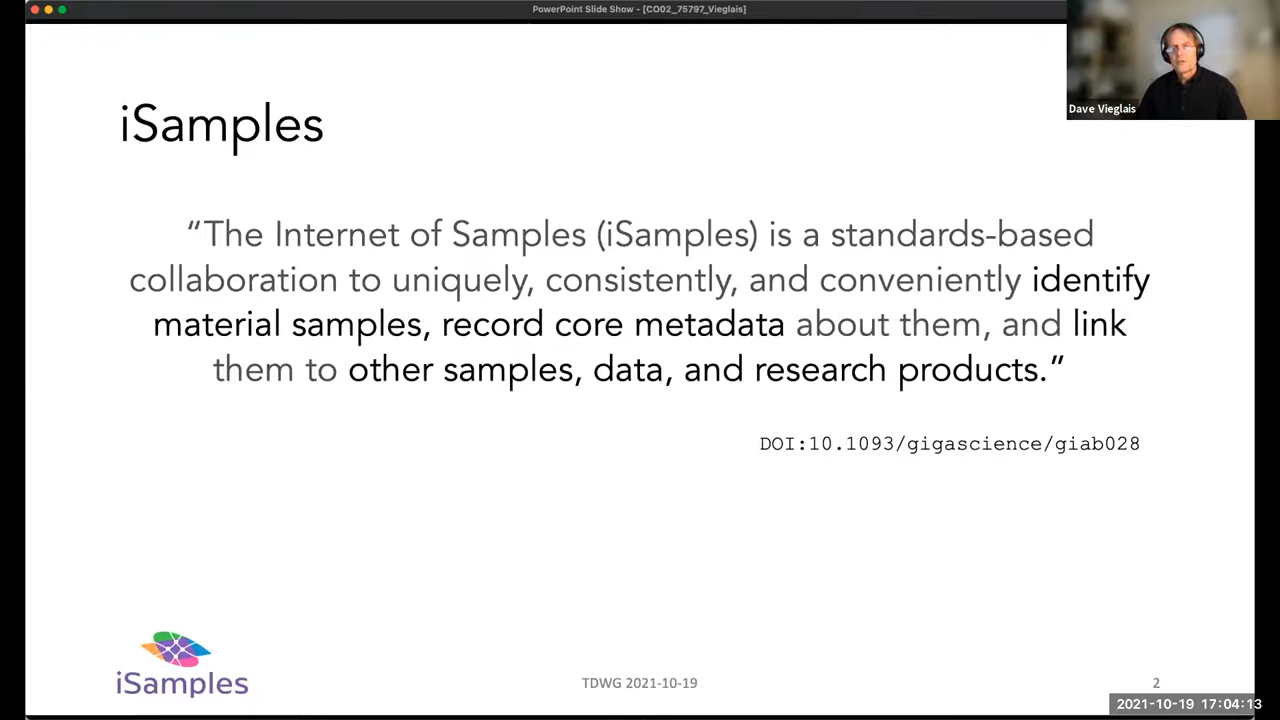 PowerPoint Slide Show - [CO02_75797_Vieglais]
Dave Vieglais
iSamples
“The Internet of Samples (iSamples) is a standards-based
collaboration to uniquely, consistently, and conveniently identify
material samples, record core metadata about them, and link
them to other samples, data, and research products.”
DOI:10.1093/gigascience/giab028
iSamples
TDWG 2021-10-19
2
2021-10-19 17:04:13